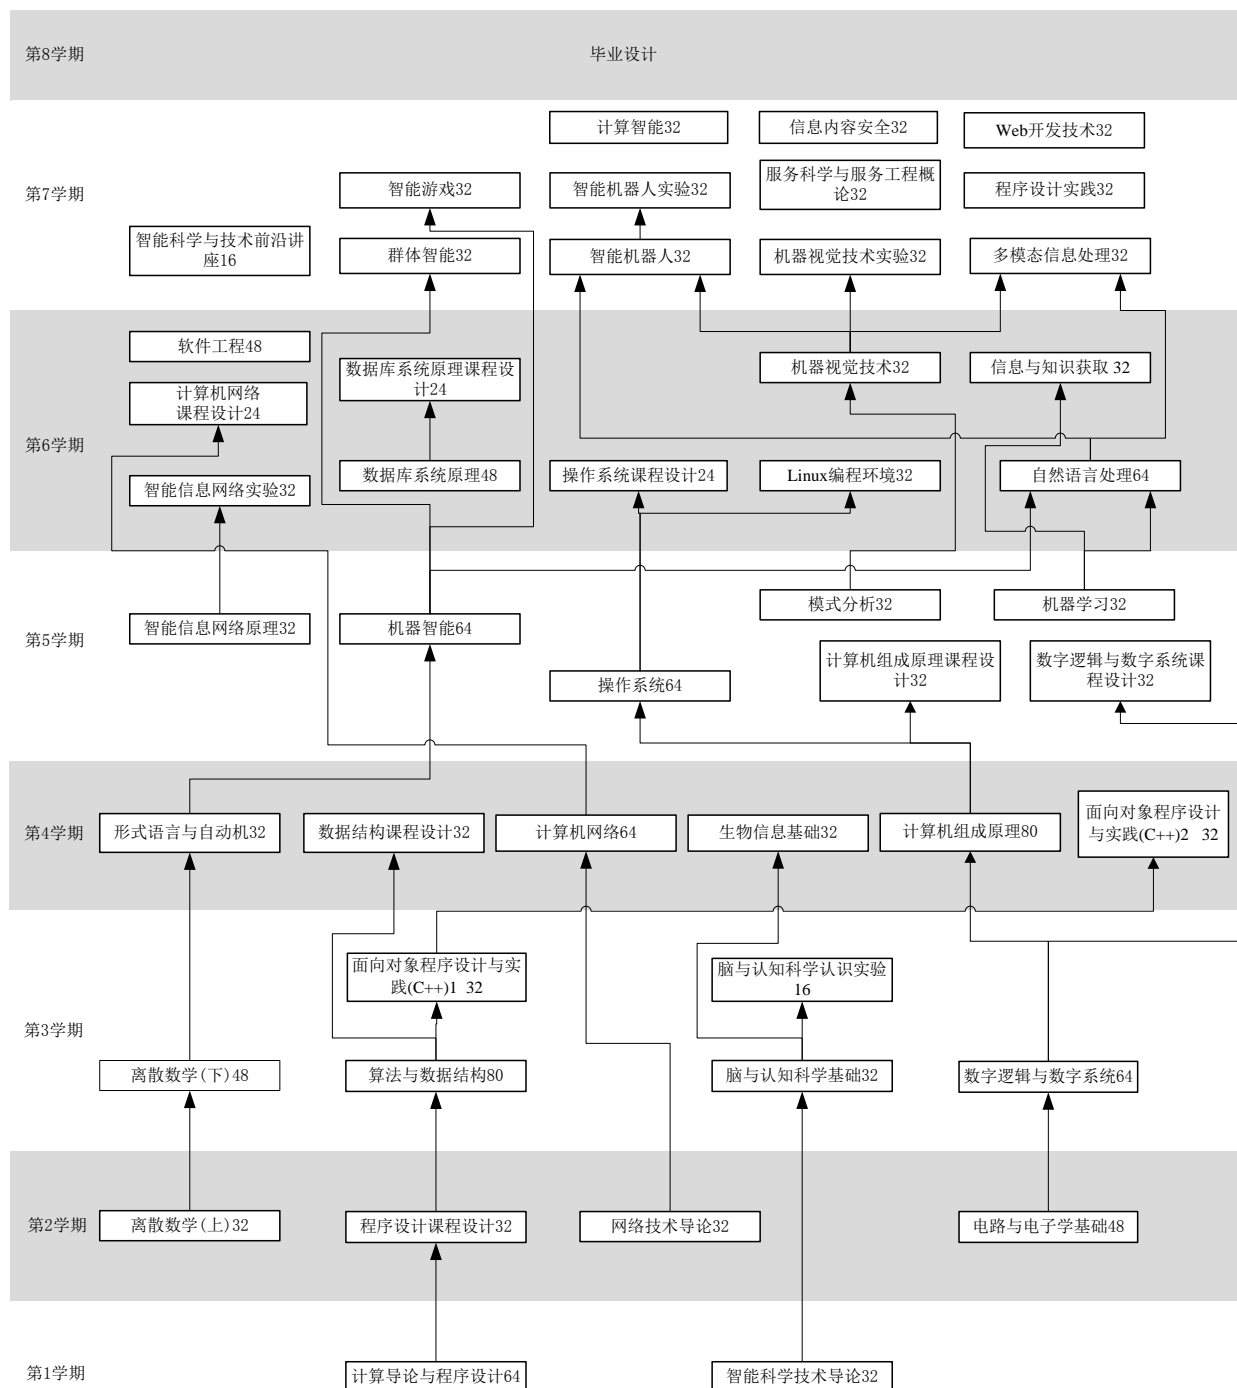 第8学期
毕业设计
计算智能32
信息内容安全32
Web开发技术32
第7学期
智能游戏32
智能机器人实验32
服务科学与服务工程概
论32
程序设计实践32
智能科学与技术前沿讲
座16
群体智能32
智能机器人32
机器视觉技术实验32
多模态信息处理32
软件工程48
数据库系统原理课程设
计24
机器视觉技术32
信息与知识获取 32
计算机网络
课程设计24
第6学期
智能信息网络实验32
数据库系统原理48
操作系统课程设计24
Linux编程环境32
自然语言处理64
模式分析32
机器学习32
第5学期
智能信息网络原理32
机器智能64
操作系统64
计算机组成原理课程设
计32
数字逻辑与数字系统课
程设计32
第4学期
形式语言与自动机32
数据结构课程设计32
计算机网络64
生物信息基础32
计算机组成原理80
面向对象程序设计
与实践(C++)2 32
面向对象程序设计与实
践(C++)1 32
脑与认知科学认识实验
16
第3学期
离散数学(下)48
算法与数据结构80
脑与认知科学基础32
数字逻辑与数字系统64
第2学期
离散数学(上)32
程序设计课程设计32
网络技术导论32
电路与电子学基础48
第1学期
计算导论与程序设计64
智能科学技术导论32